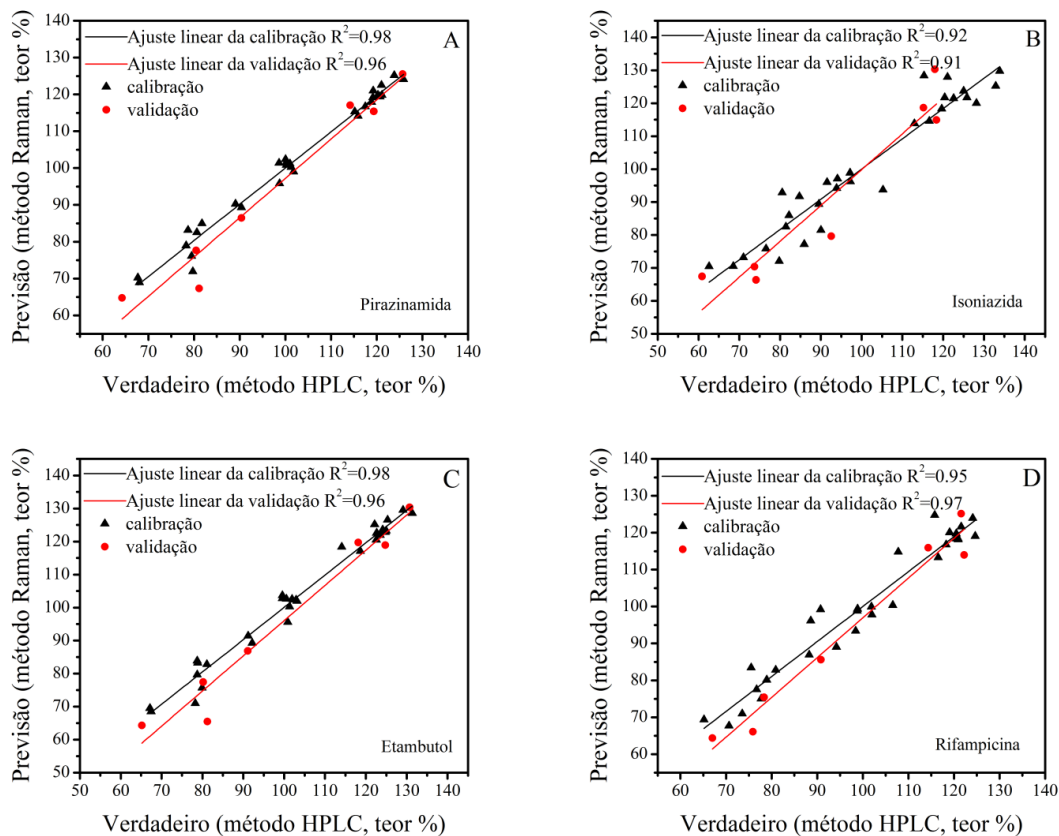 A
Ajuste linear da calibração R²=0.98
Ajuste linear da validação R²=0.96
calibração
validação
Pirazinamida
140
130
120
110
100
90
80
70
60
60 70 80 90 100 110 120 130 140
Previsão (método Raman, teor %)
Verdadeiro (método HPLC, teor %)
B
Ajuste linear da calibração R²=0.92
Ajuste linear da validação R²=0.91
calibração
validação
Isoniazida
140
130
120
110
100
90
80
70
60
50
50 60 70 80 90 100 110 120 130 140
Previsão (método Raman, teor %)
Verdadeiro (método HPLC, teor %)
C
Ajuste linear da calibração R²=0.98
Ajuste linear da validação R²=0.96
calibração
validação
Etambutol
140
130
120
110
100
90
80
70
60
50
50 60 70 80 90 100 110 120 130 140
Previsão (método Raman, teor %)
Verdadeiro (método HPLC, teor %)
D
Ajuste linear da calibração R²=0.95
Ajuste linear da validação R²=0.97
calibração
validação
Rifampicina
140
130
120
110
100
90
80
70
60
60 70 80 90 100 110 120 130 140
Previsão (método Raman, teor %)
Verdadeiro (método HPLC, teor %)